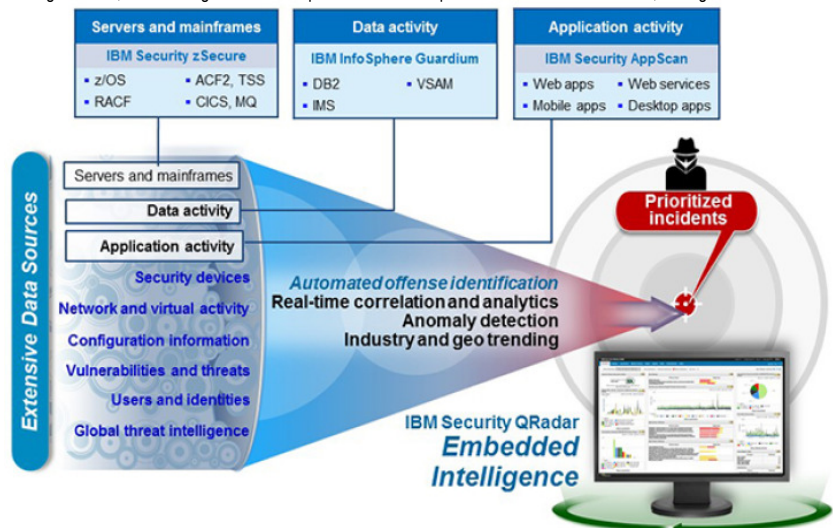 Servers and mainframes
IBM Security zSecure
▪ z/OS
▪ ACF2, TSS
▪ RACF
▪ CICS, MQ
Data activity
IBM InfoSphere Guardium
▪ DB2
▪ VSAM
▪ IMS
Application activity
IBM Security AppScan
▪ Web apps
▪ Web services
▪ Mobile apps
▪ Desktop apps
Extensive Data Sources
Servers and mainframes
Data activity
Application activity
Security devices
Network and virtual activity
Configuration information
Vulnerabilities and threats
Users and identities
Global threat intelligence
Automated offense identification
Real-time correlation and analytics
Anomaly detection
Industry and geo trending
Prioritized
incidents
IBM Security QRadar
Embedded
Intelligence